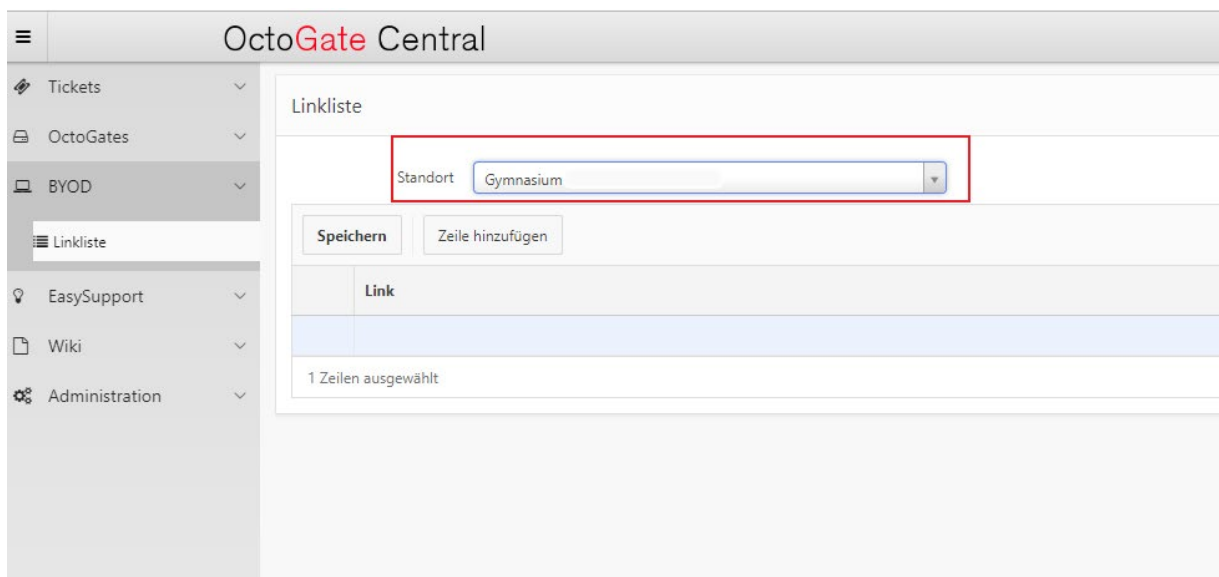 OctoGate Central
Tickets
OctoGates
BYOD
Linkliste
EasySupport
Wiki
Administration
Linkliste
Standort Gymnasium
Speichern Zeile hinzufügen
Link
1 Zeilen ausgewählt